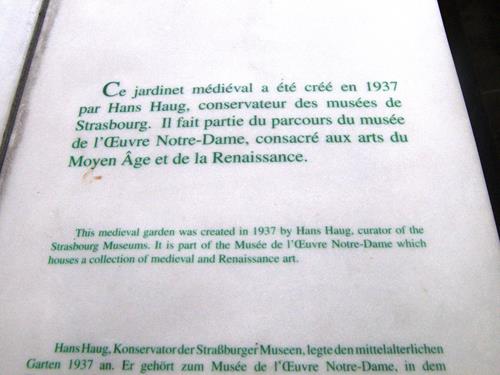 Ce jardinet médiéval a été créé en 1937
par Hans Haug, conservateur des musées de
Strasbourg. Il fait partie du parcours du musée
de l'Œuvre Notre-Dame, consacré aux arts du
Moyen Âge et de la Renaissance.
This medieval garden was created in 1937 by Hans Haug, curator of the
Strasbourg Museums. It is part of the Musée de l'Œuvre Notre-Dame which
houses a collection of medieval and Renaissance art.
Hans Haug, Konservator der Straßburger Museen, legte den mittelalterlichen
Garten 1937 an. Er gehört zum Musée de l'Œuvre Notre-Dame, in dem